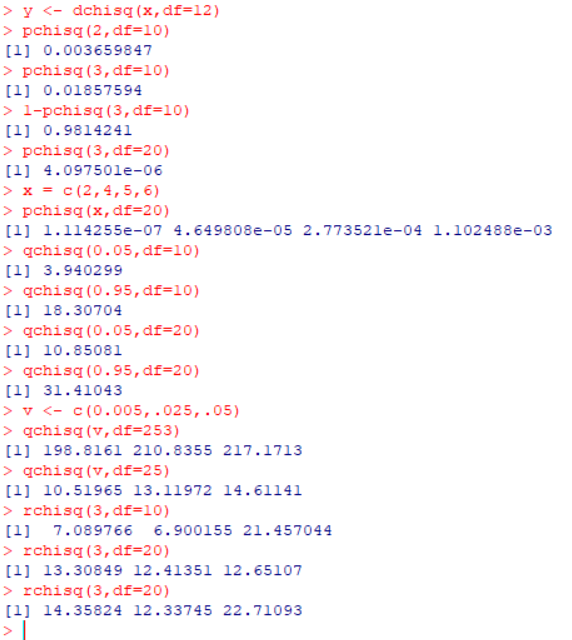 > y <- dchisq(x,df=12)
> pchisq(2,df=10)
[1] 0.003659847
> pchisq(3,df=10)
[1] 0.01857594
> 1-pchisq(3,df=10)
[1] 0.9814241
> pchisq(3,df=20)
[1] 4.097501e-06
> x = c(2,4,5,6)
> pchisq(x,df=20)
[1] 1.114255e-07 4.649808e-05 2.773521e-04 1.102488e-03
> qchisq(0.05,df=10)
[1] 3.940299
> qchisq(0.95,df=10)
[1] 18.30704
> qchisq(0.05,df=20)
[1] 10.85081
> qchisq(0.95,df=20)
[1] 31.41043
> v <- c(0.005,.025,.05)
> qchisq(v,df=253)
[1] 198.8161 210.8355 217.1713
> qchisq(v,df=25)
[1] 10.51965 13.11972 14.61141
> rchisq(3,df=10)
[1]  7.089766  6.900155 21.457044
> rchisq(3,df=20)
[1] 13.30849 12.41351 12.65107
> rchisq(3,df=20)
[1] 14.35824 12.33745 22.71093
>